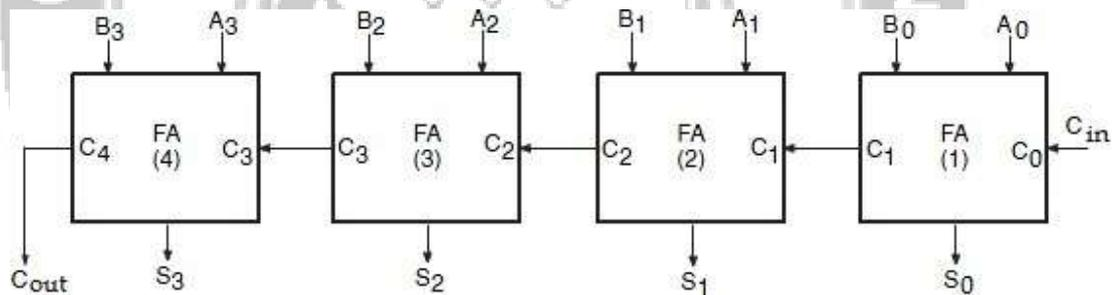 B3 A3 B2 A2 B1 A1 B0 A0
C4 FA (4) C3 C3 FA (3) C2 C2 FA (2) C1 C1 FA (1) C0 Cin
Cout S3 S2 S1 S0